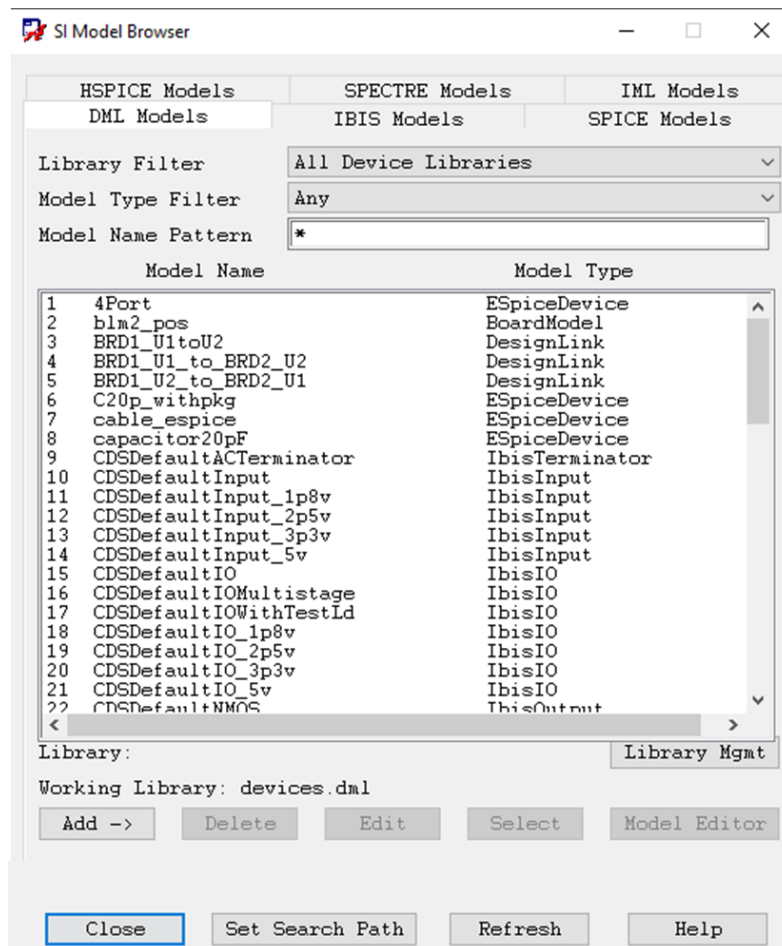 SI Model Browser
HSPICE Models SPECTRE Models IML Models
DML Models IBIS Models SPICE Models
Library Filter All Device Libraries
Model Type Filter Any
Model Name Pattern *
Model Name Model Type
1 4Port ESpiceDevice
2 blm2_pos BoardModel
3 BRD1_U1toU2 DesignLink
4 BRD1_U1_to_BRD2_U2 DesignLink
5 BRD1_U2_to_BRD2_U1 DesignLink
6 C20p_withpkg ESpiceDevice
7 cable_espice ESpiceDevice
8 capacitor20pF ESpiceDevice
9 CDSDefaultACTerminator IbisTerminator
10 CDSDefaultInput IbisInput
11 CDSDefaultInput_1p8v IbisInput
12 CDSDefaultInput_2p5v IbisInput
13 CDSDefaultInput_3p3v IbisInput
14 CDSDefaultInput_5v IbisInput
15 CDSDefaultIO IbisIO
16 CDSDefaultIOMultistage IbisIO
17 CDSDefaultIOWithTestLd IbisIO
18 CDSDefaultIO_1p8v IbisIO
19 CDSDefaultIO_2p5v IbisIO
20 CDSDefaultIO_3p3v IbisIO
21 CDSDefaultIO_5v IbisIO
22 CDSDefaultNMOS IbisOutput
Library: Library Mgmt
Working Library: devices.dml
Add -> Delete Edit Select Model Editor
Close Set Search Path Refresh Help